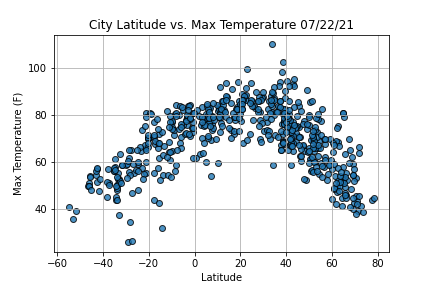 City Latitude vs. Max Temperature 07/22/21
Max Temperature (F)
100
80
60
40
−60 −40 −20 0 20 40 60 80
Latitude